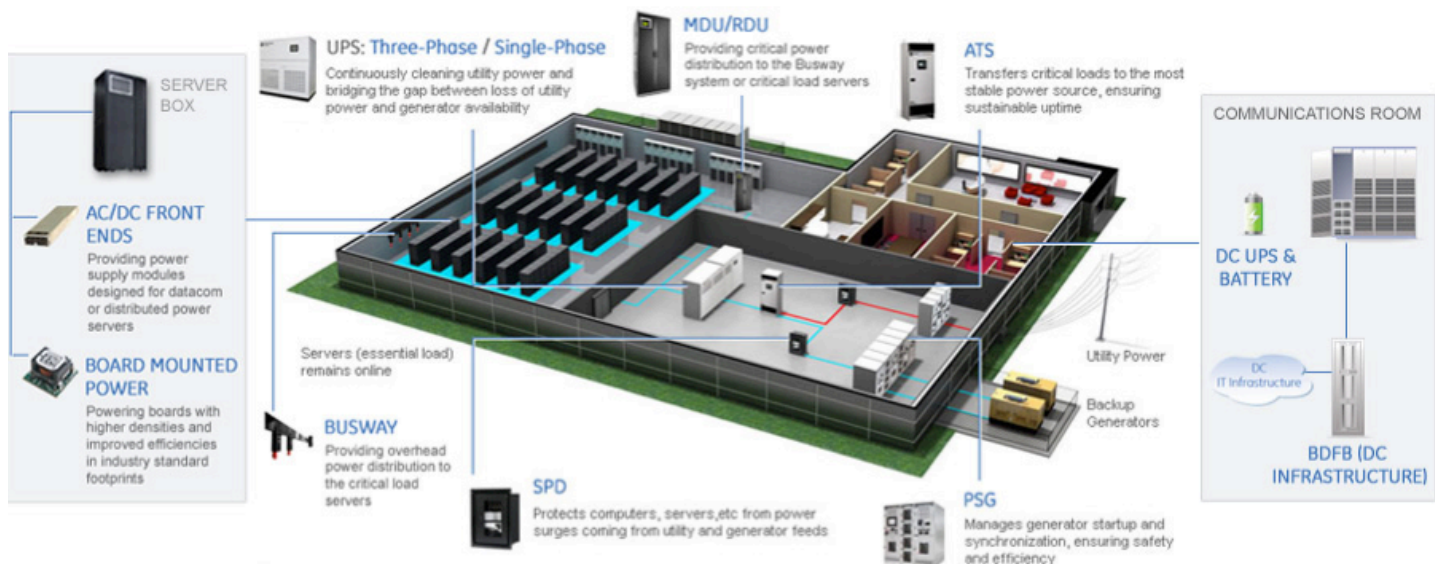 SERVER
BOX
AC/DC FRONT
ENDS
Providing power
supply modules
designed for datacom
or distributed power
servers
BOARD MOUNTED
POWER
Powering boards with
higher densities and
improved efficiencies
in industry standard
footprints
UPS: Three-Phase / Single-Phase
Continuously cleaning utility power and
bridging the gap between loss of utility
power and generator availability
MDU/RDU
Providing critical power
distribution to the Busway
system or critical load servers
ATS
Transfers critical loads to the most
stable power source, ensuring
sustainable uptime
Servers (essential load)
remains online
BUSWAY
Providing overhead
power distribution to
the critical load
servers
SPD
Protects computers, servers,etc from power
surges coming from utility and generator feeds
PSG
Manages generator startup and
synchronization, ensuring safety
and efficiency
Utility Power
Backup
Generators
COMMUNICATIONS ROOM
DC UPS &
BATTERY
DC
IT Infrastructure
BDFB (DC
INFRASTRUCTURE)